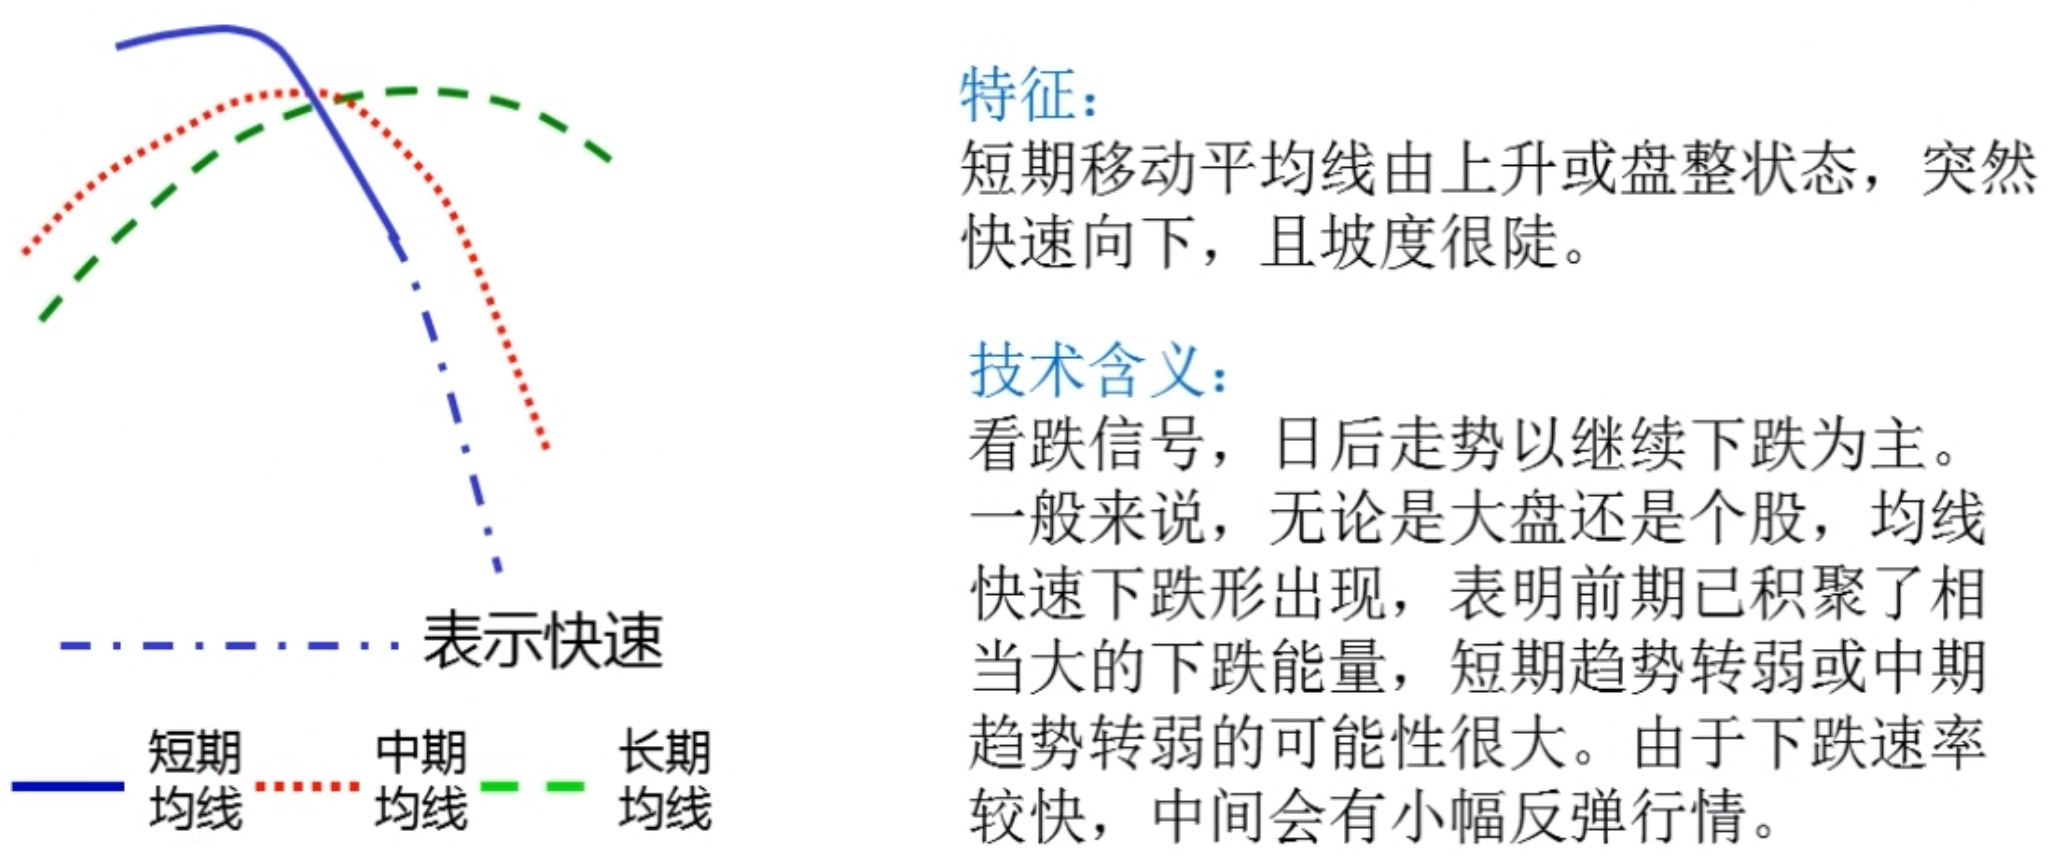 特征：
短期移动平均线由上升或盘整状态，突然
快速向下，且坡度很陡。
技术含义：
看跌信号，日后走势以继续下跌为主。
一般来说，无论是大盘还是个股，均线
快速下跌形出现，表明前期已积聚了相
当大的下跌能量，短期趋势转弱或中期
趋势转弱的可能性很大。由于下跌速率
较快，中间会有小幅反弹行情。
表示快速
短期
均线
中期
均线
长期
均线